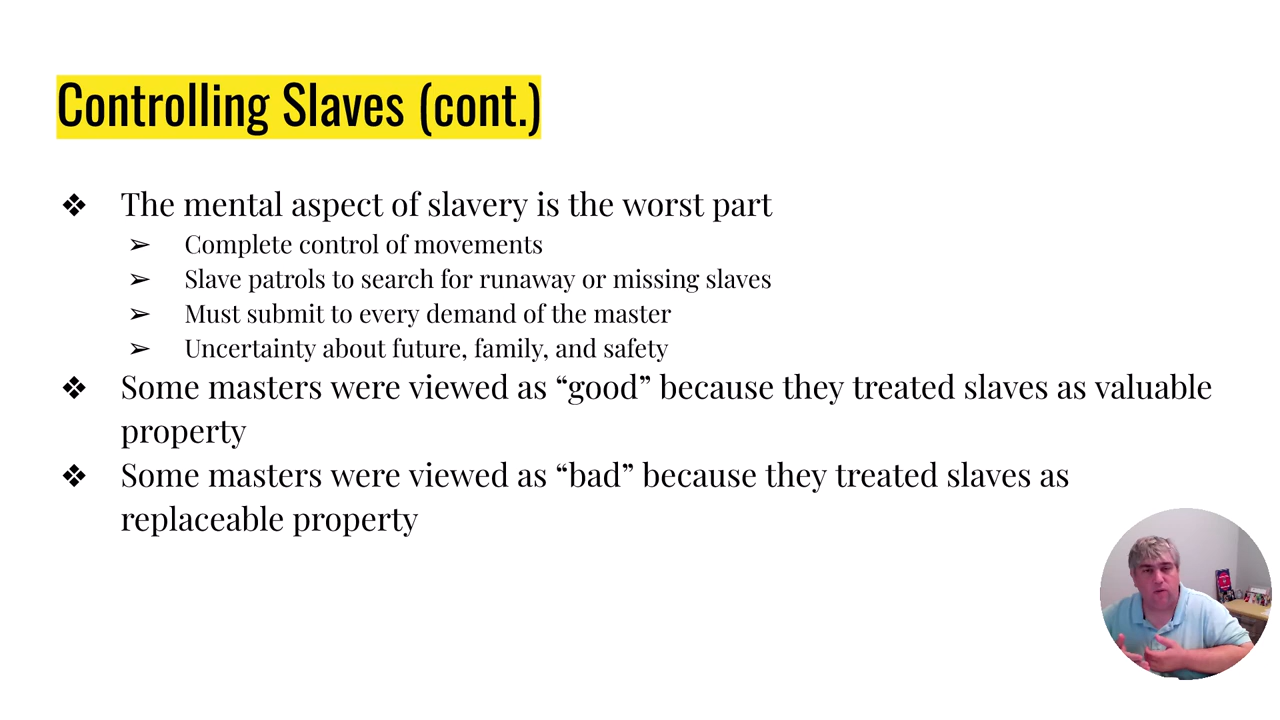 Controlling Slaves (cont.)
❖ The mental aspect of slavery is the worst part
➢ Complete control of movements
➢ Slave patrols to search for runaway or missing slaves
➢ Must submit to every demand of the master
➢ Uncertainty about future, family, and safety
❖ Some masters were viewed as “good” because they treated slaves as valuable
property
❖ Some masters were viewed as “bad” because they treated slaves as
replaceable property